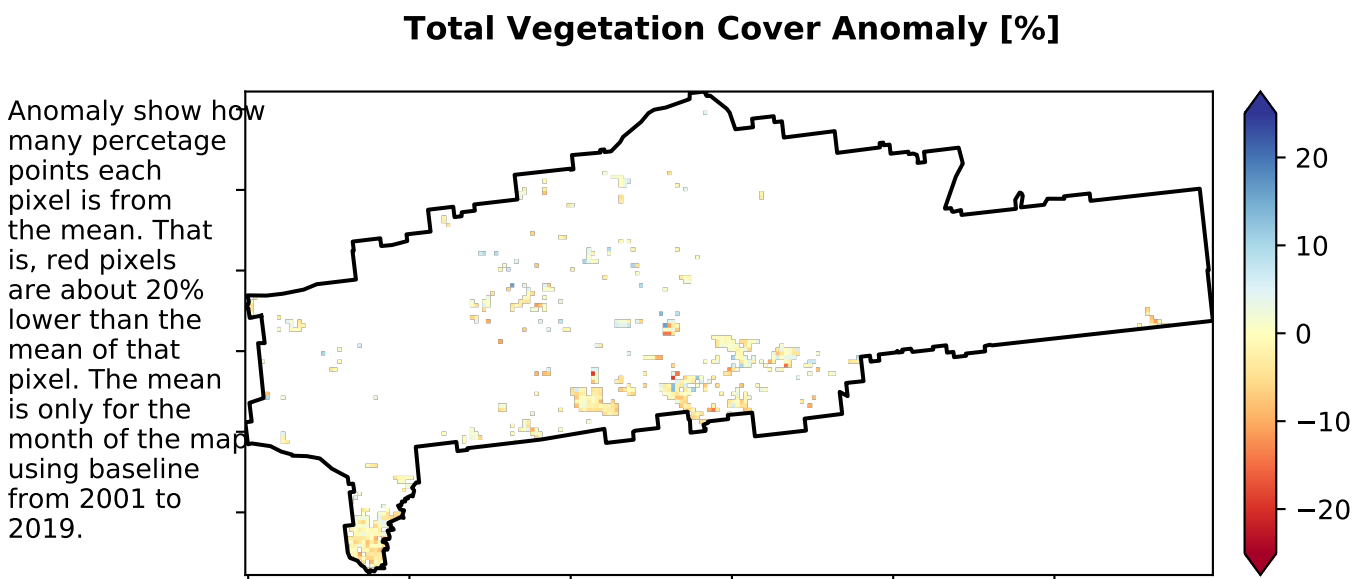 Total Vegetation Cover Anomaly [%]
Anomaly show how
many percetage
points each
pixel is from
the mean. That
is, red pixels
are about 20%
lower than the
mean of that
pixel. The mean
is only for the
month of the map
using baseline
from 2001 to
2019.
20
10
0
−10
−20